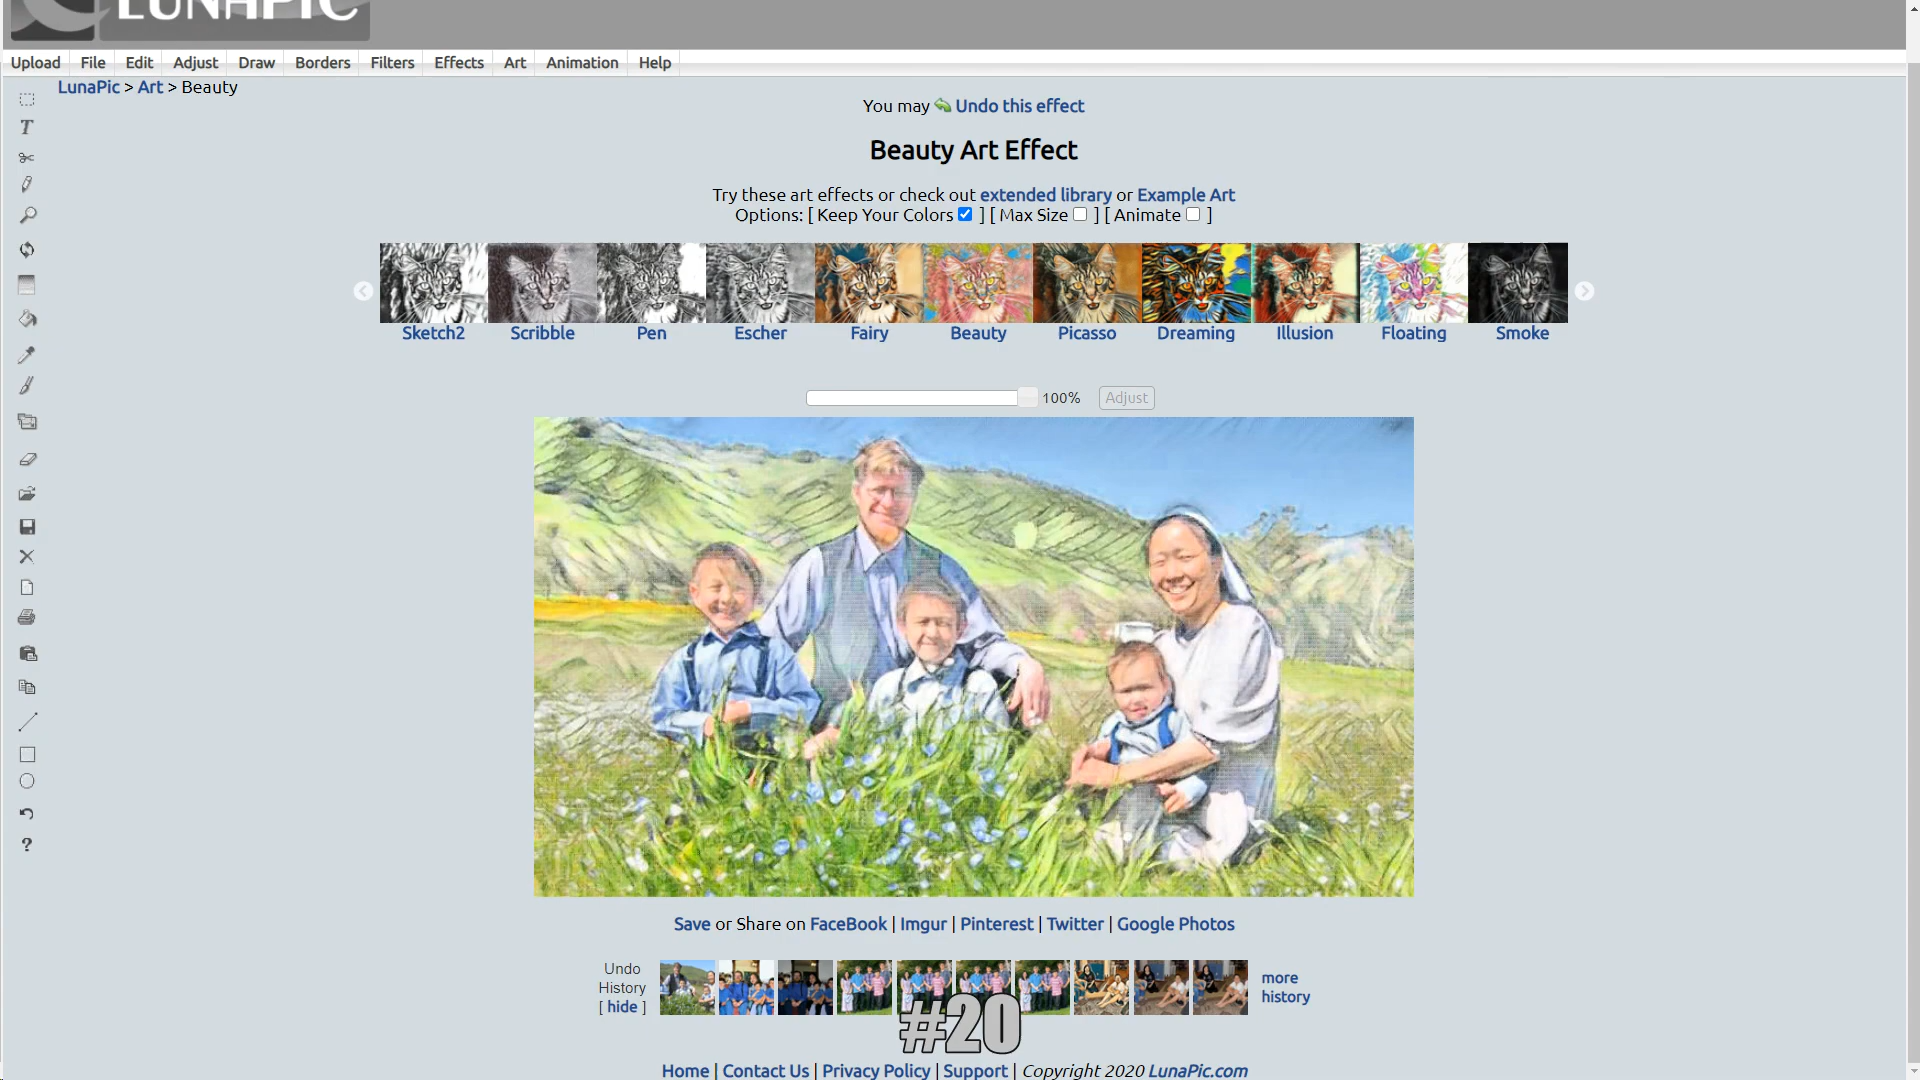 LUNAPIC
Upload File Edit Adjust Draw Borders Filters Effects Art Animation Help
LunaPic > Art > Beauty
You may Undo this effect
Beauty Art Effect
Try these art effects or check out extended library or Example Art
Options: [ Keep Your Colors ] [ Max Size ] [ Animate ]
Sketch2 Scribble Pen Escher Fairy Beauty Picasso Dreaming Illusion Floating Smoke
100% Adjust
Save or Share on FaceBook | Imgur | Pinterest | Twitter | Google Photos
Undo
History
[ hide ]
more
history
#20
Home | Contact Us | Privacy Policy | Support | Copyright 2020 LunaPic.com